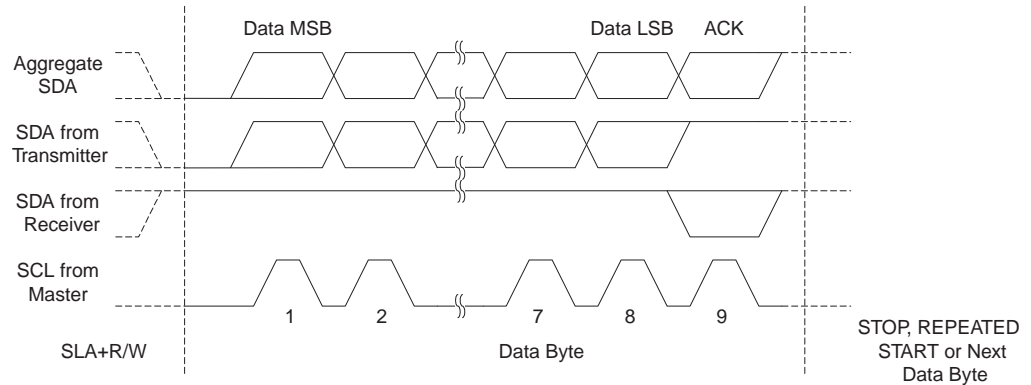 Data MSB
Data LSB
ACK
Aggregate
SDA
SDA from
Transmitter
SDA from
Receiver
SCL from
Master
1
2
7
8
9
SLA+R/W
Data Byte
STOP, REPEATED
START or Next
Data Byte